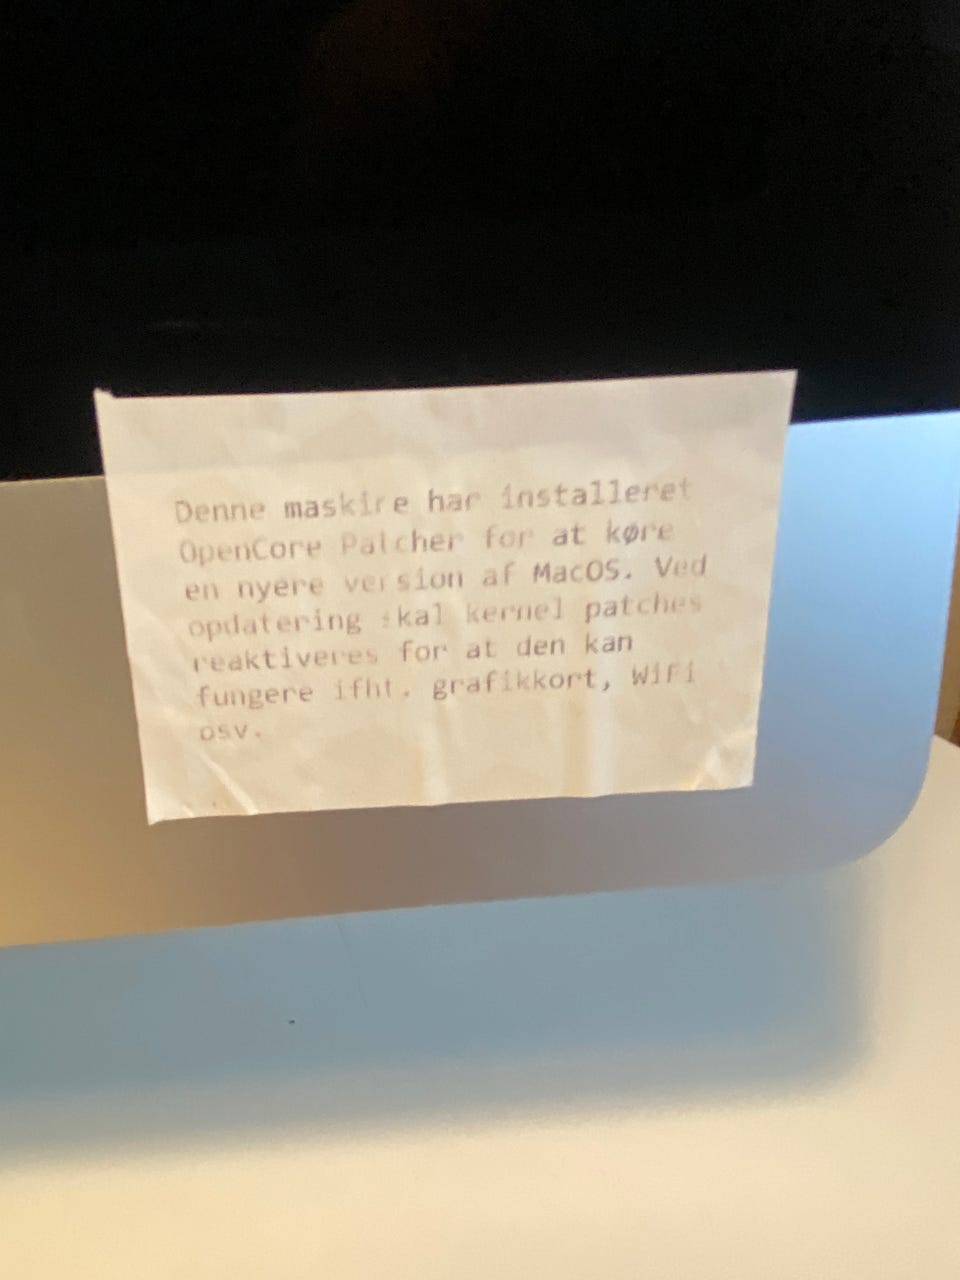 Denne maskine har installeret
OpenCore Patcher for at køre
en nyere version af MacOS. Ved
opdatering skal kernel patches
reaktiveres for at den kan
fungere ifht. grafikkort, WiFi
osv.